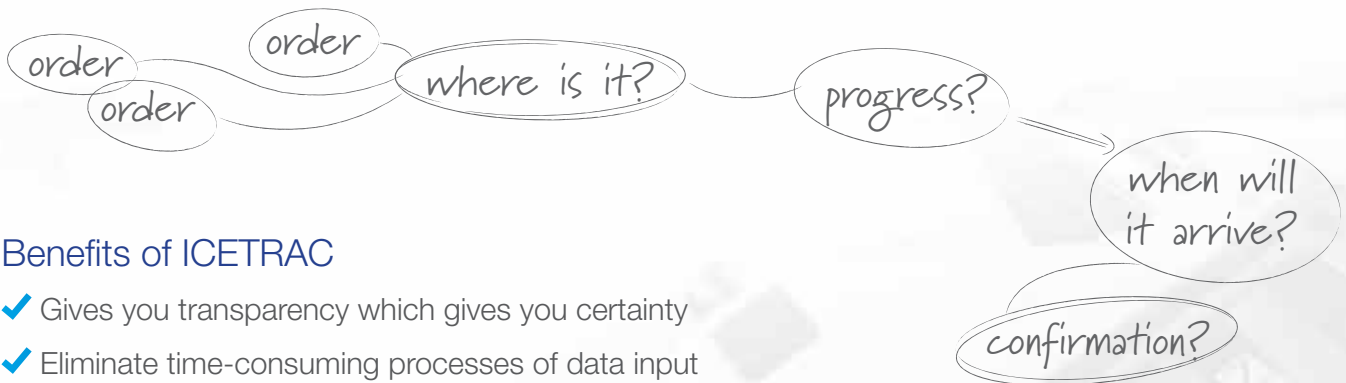 order
order
order
where is it?
progress?
when will
it arrive?
confirmation?
Benefits of ICETRAC
Gives you transparency which gives you certainty
Eliminate time-consuming processes of data input